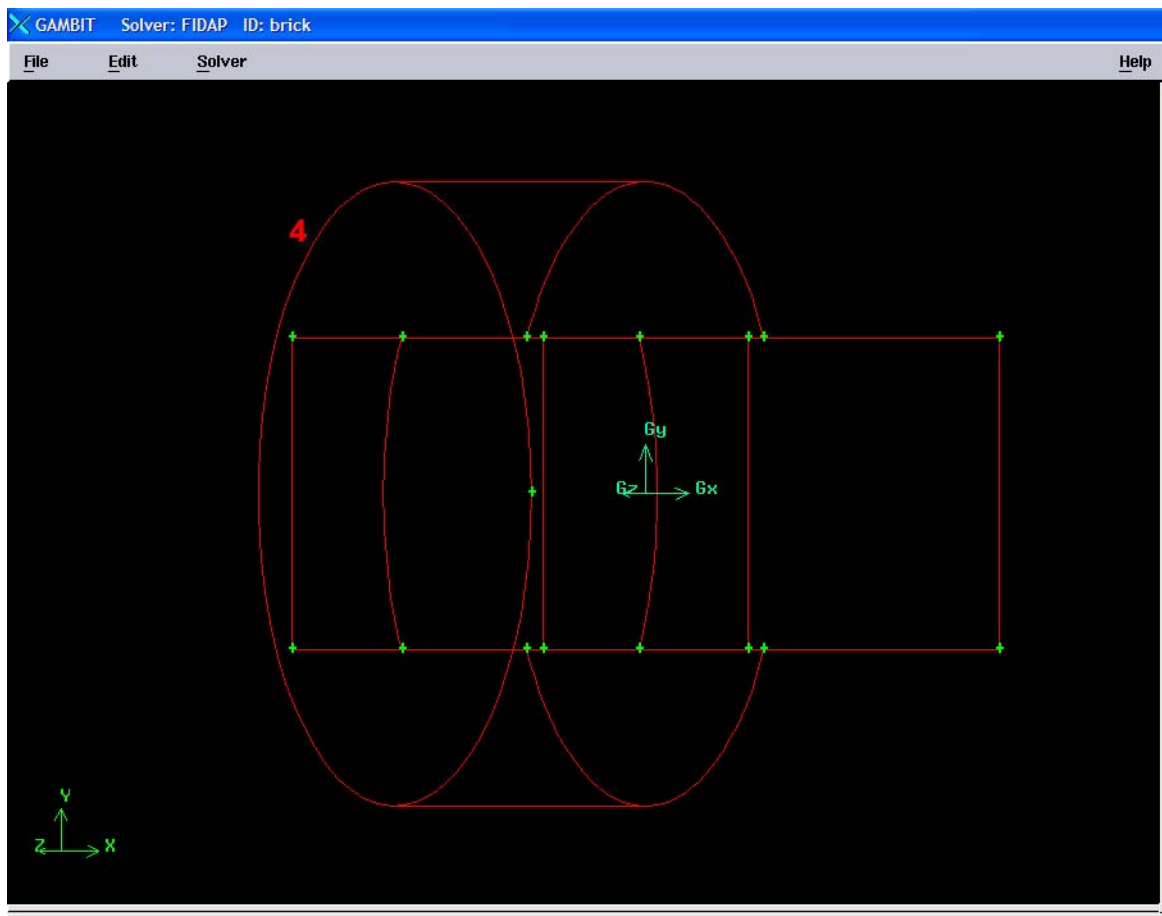 GAMBIT Solver: FIDAP ID: brick
File Edit Solver Help
4
Gy
Gz Gx
Y
Z X